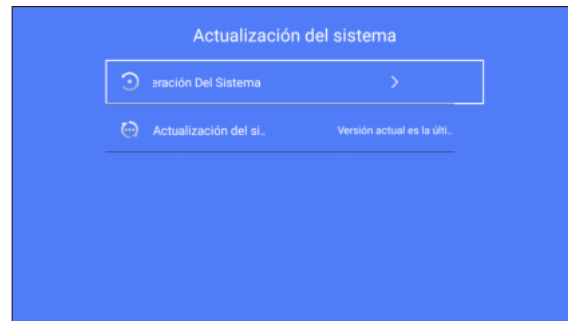 Actualización del sistema
eración Del Sistema
Actualización del si..
Versión actual es la últi..